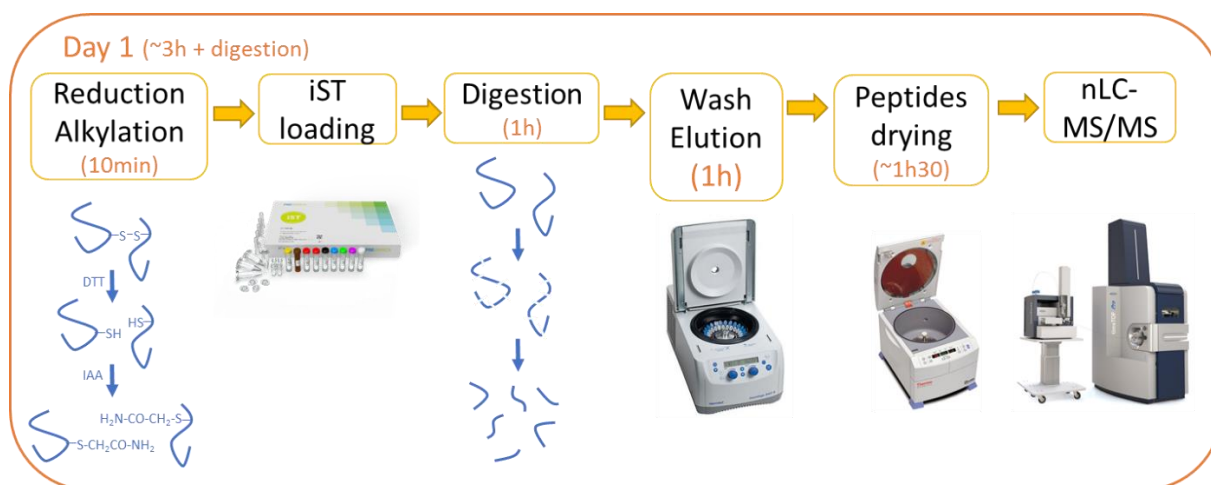 Day 1 (~3h + digestion)
Reduction
Alkylation
(10min)
iST
loading
Digestion
(1h)
Wash
Elution
(1h)
Peptides
drying
(~1h30)
nLC-
MS/MS
S-S
DTT
HS
SH
IAA
H₂N-CO-CH₂-S
S-CH₂CO-NH₂
iST